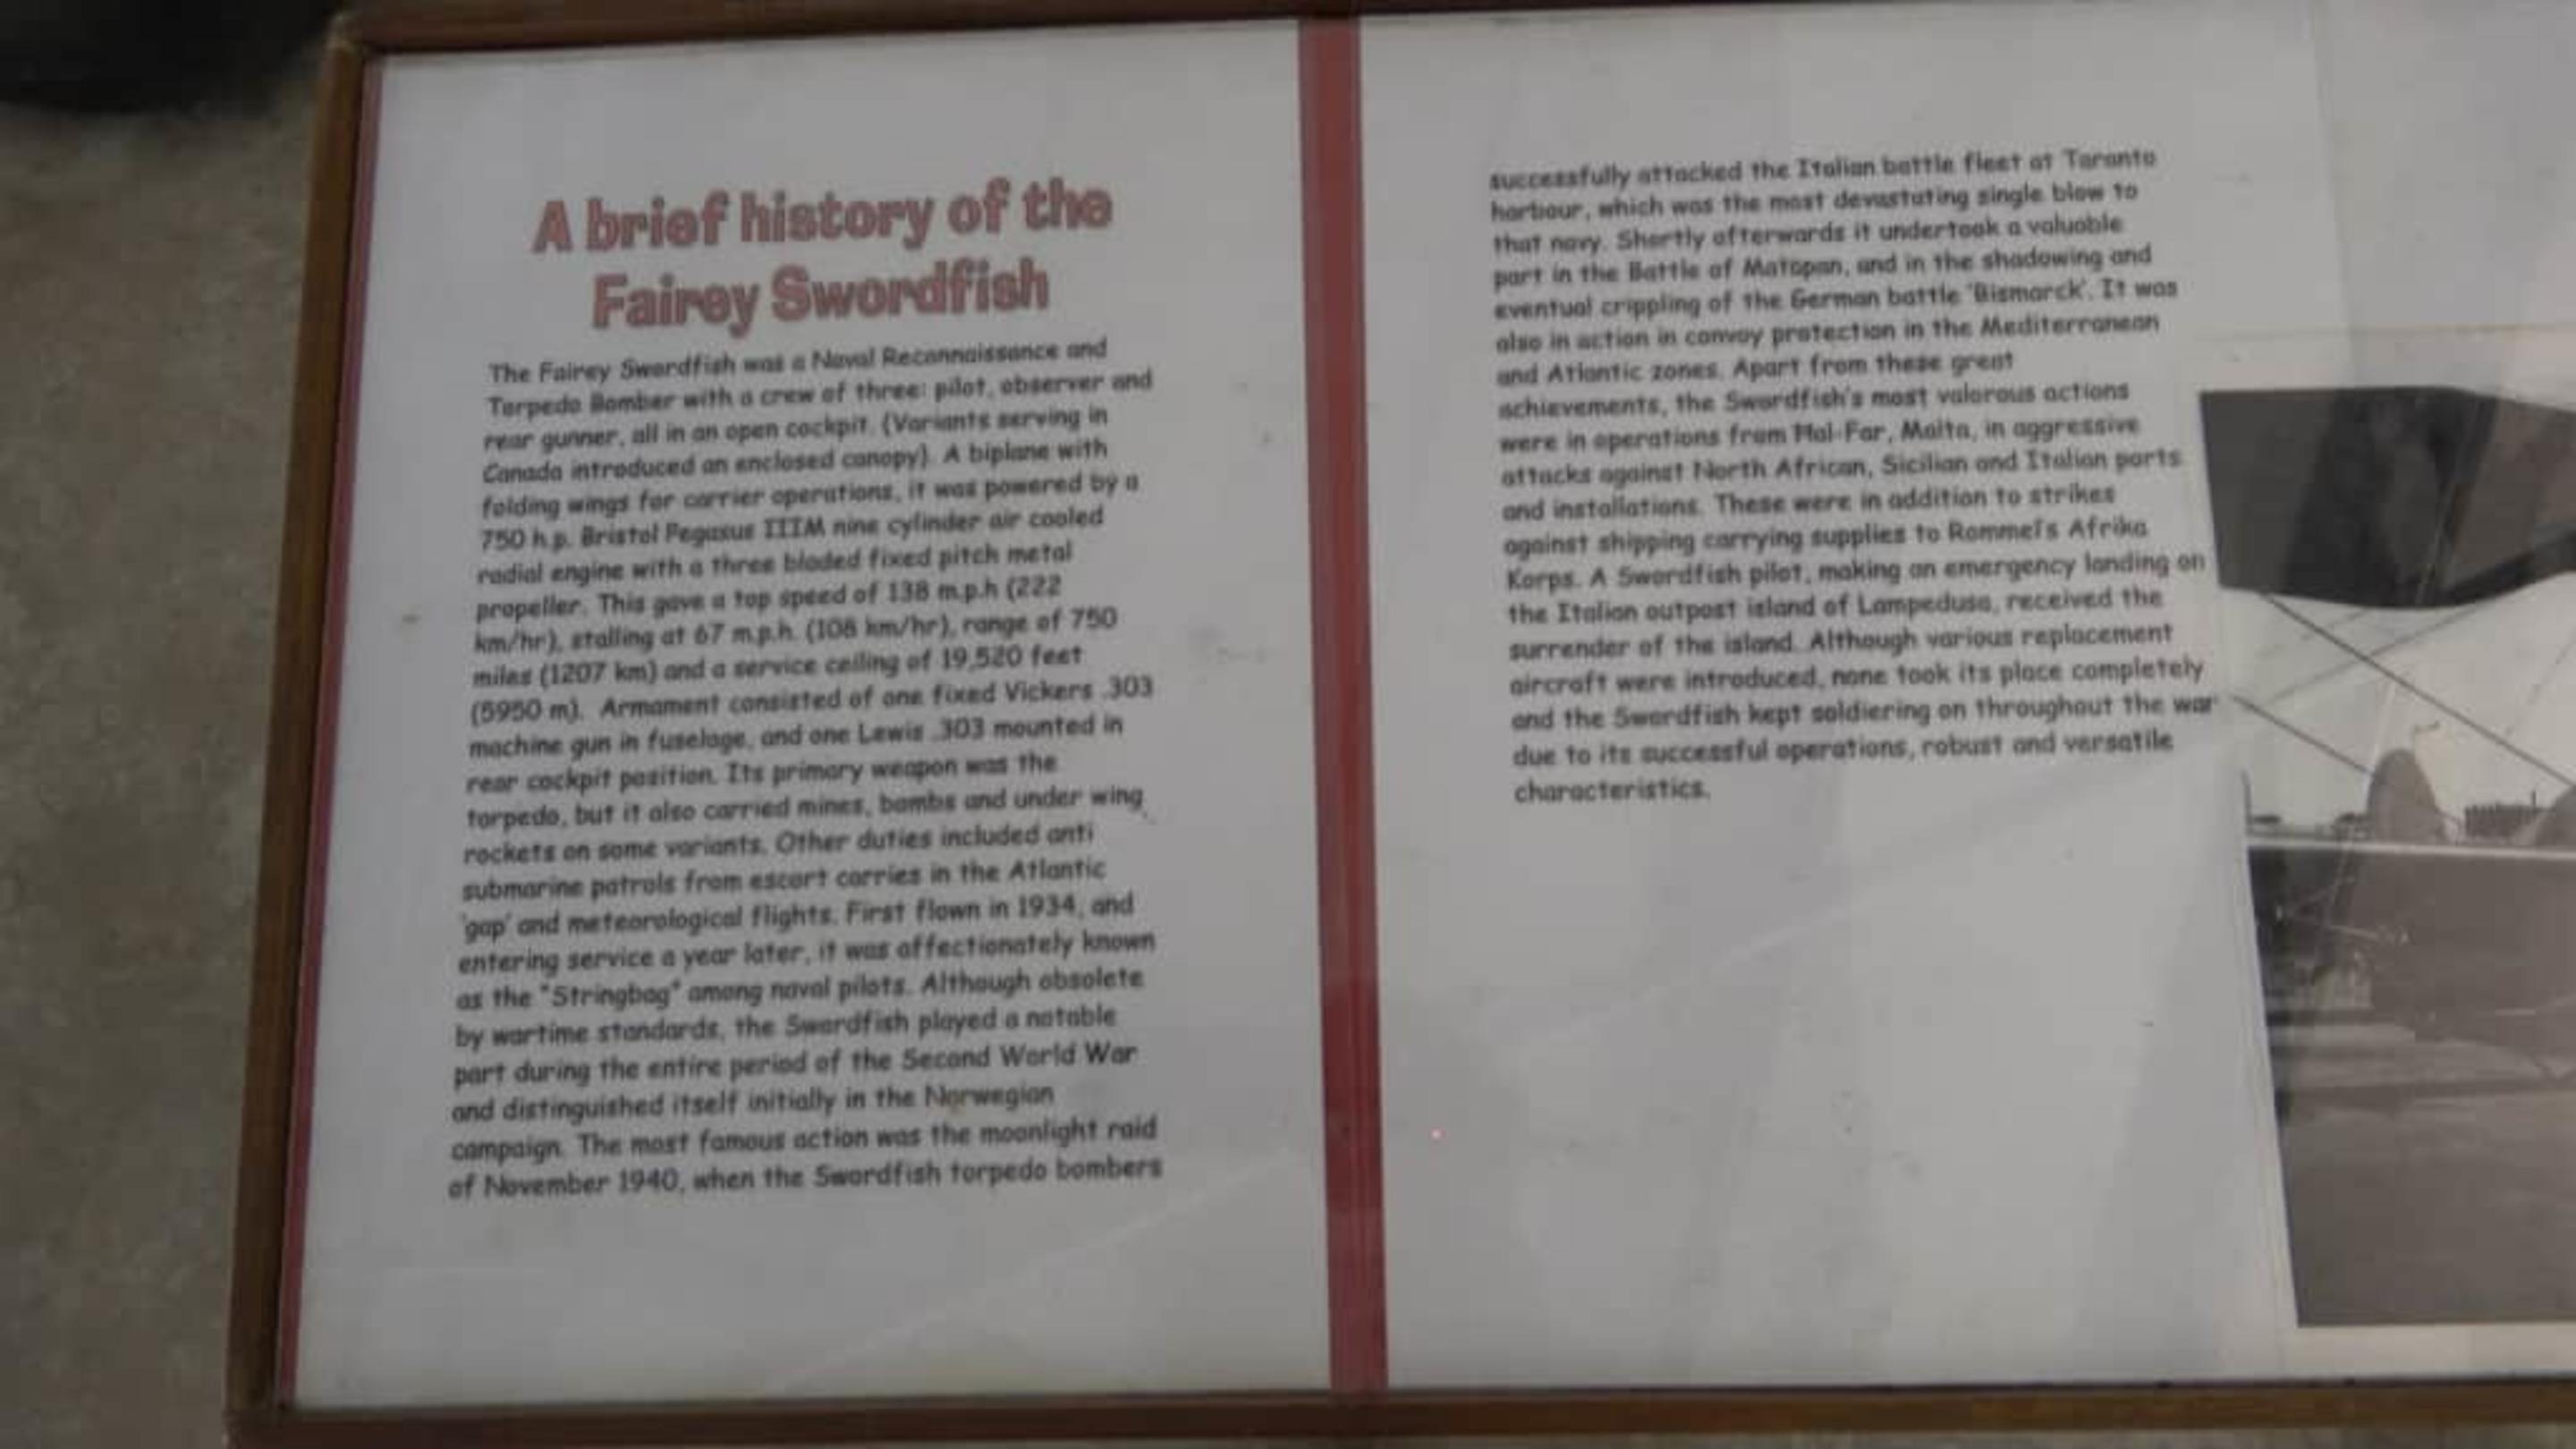 A brief history of the
Fairey Swordfish
The Fairey Swordfish was a Naval Reconnaissance and
Torpedo Bomber with a crew of three: pilot, observer and
rear gunner, all in an open cockpit. (Variants serving in
Canada introduced an enclosed canopy). A biplane with
folding wings for carrier operations, it was powered by a
750 h.p. Bristol Pegasus IIIM nine cylinder air cooled
radial engine with a three bladed fixed pitch metal
propeller. This gave a top speed of 138 m.p.h (222
km/hr), stalling at 67 m.p.h. (108 km/hr), range of 750
miles (1207 km) and a service ceiling of 19,520 feet
(5950 m). Armament consisted of one fixed Vickers .303
machine gun in fuselage, and one Lewis .303 mounted in
rear cockpit position. Its primary weapon was the
torpedo, but it also carried mines, bombs and under wing
rockets on some variants. Other duties included anti
submarine patrols from escort carries in the Atlantic
'gap' and meteorological flights. First flown in 1934, and
entering service a year later, it was affectionately known
as the "Stringbag" among naval pilots. Although obsolete
by wartime standards, the Swordfish played a notable
part during the entire period of the Second World War
and distinguished itself initially in the Norwegian
campaign. The most famous action was the moonlight raid
of November 1940, when the Swordfish torpedo bombers
successfully attacked the Italian battle fleet at Taranto
harbour, which was the most devastating single blow to
that navy. Shortly afterwards it undertook a valuable
part in the Battle of Matapan, and in the shadowing and
eventual crippling of the German battle 'Bismarck'. It was
also in action in convoy protection in the Mediterranean
and Atlantic zones. Apart from these great
achievements, the Swordfish's most valorous actions
were in operations from Hal-Far, Malta, in aggressive
attacks against North African, Sicilian and Italian ports
and installations. These were in addition to strikes
against shipping carrying supplies to Rommel's Afrika
Korps. A Swordfish pilot, making an emergency landing on
the Italian outpost island of Lampedusa, received the
surrender of the island. Although various replacement
aircraft were introduced, none took its place completely
and the Swordfish kept soldiering on throughout the war
due to its successful operations, robust and versatile
characteristics.